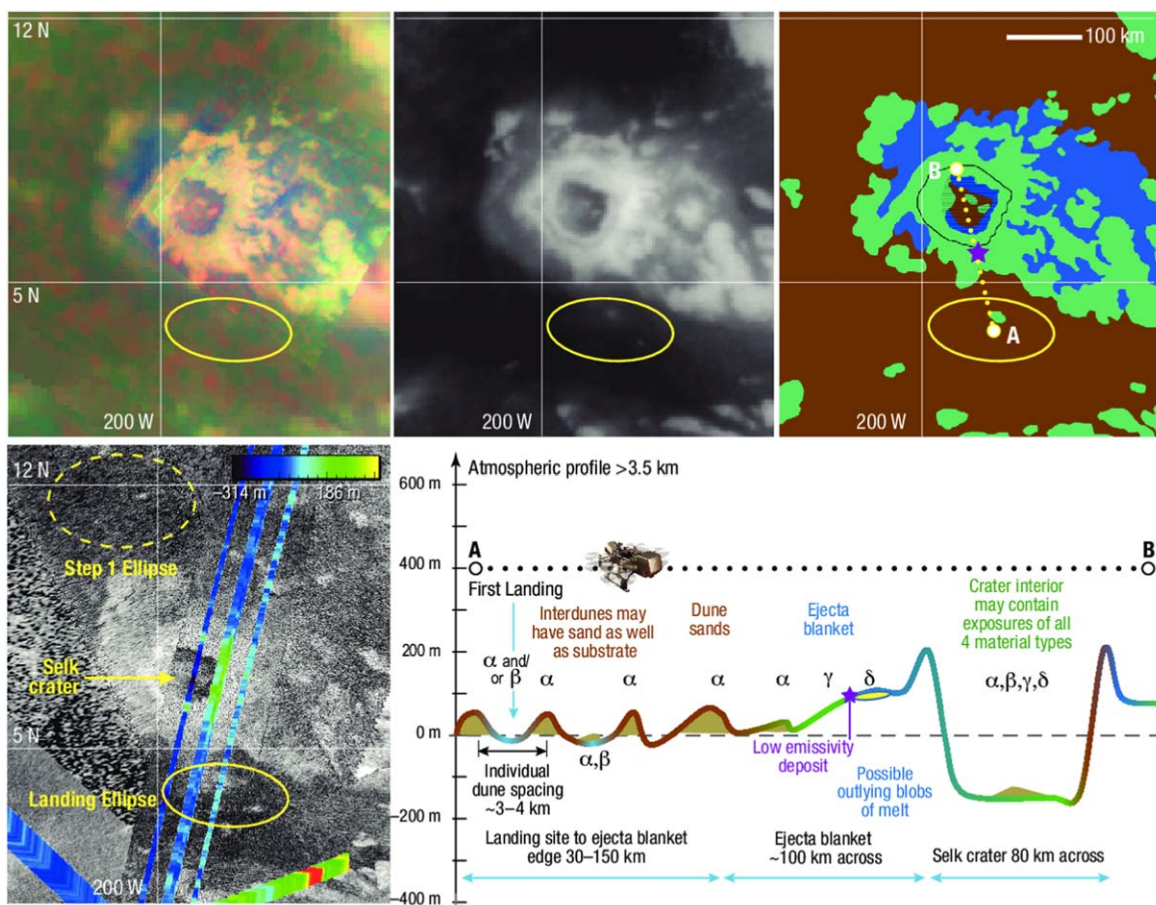 12 N
5 N
200 W
200 W
100 km
B
A
200 W
12 N
−314 m
186 m
Step 1 Ellipse
Selk
crater
5 N
Landing Ellipse
200 W
Atmospheric profile >3.5 km
600 m
400 m
200 m
0 m
−200 m
−400 m
A
B
First Landing
α and/
or β
Interdunes may
have sand as well
as substrate
Dune
sands
Ejecta
blanket
Crater interior
may contain
exposures of all
4 material types
α
α
α
α
γ
δ
α,β,γ,δ
α,β
Individual
dune spacing
~3–4 km
Low emissivity
deposit
Possible
outlying blobs
of melt
Landing site to ejecta blanket
edge 30–150 km
Ejecta blanket
~100 km across
Selk crater 80 km across